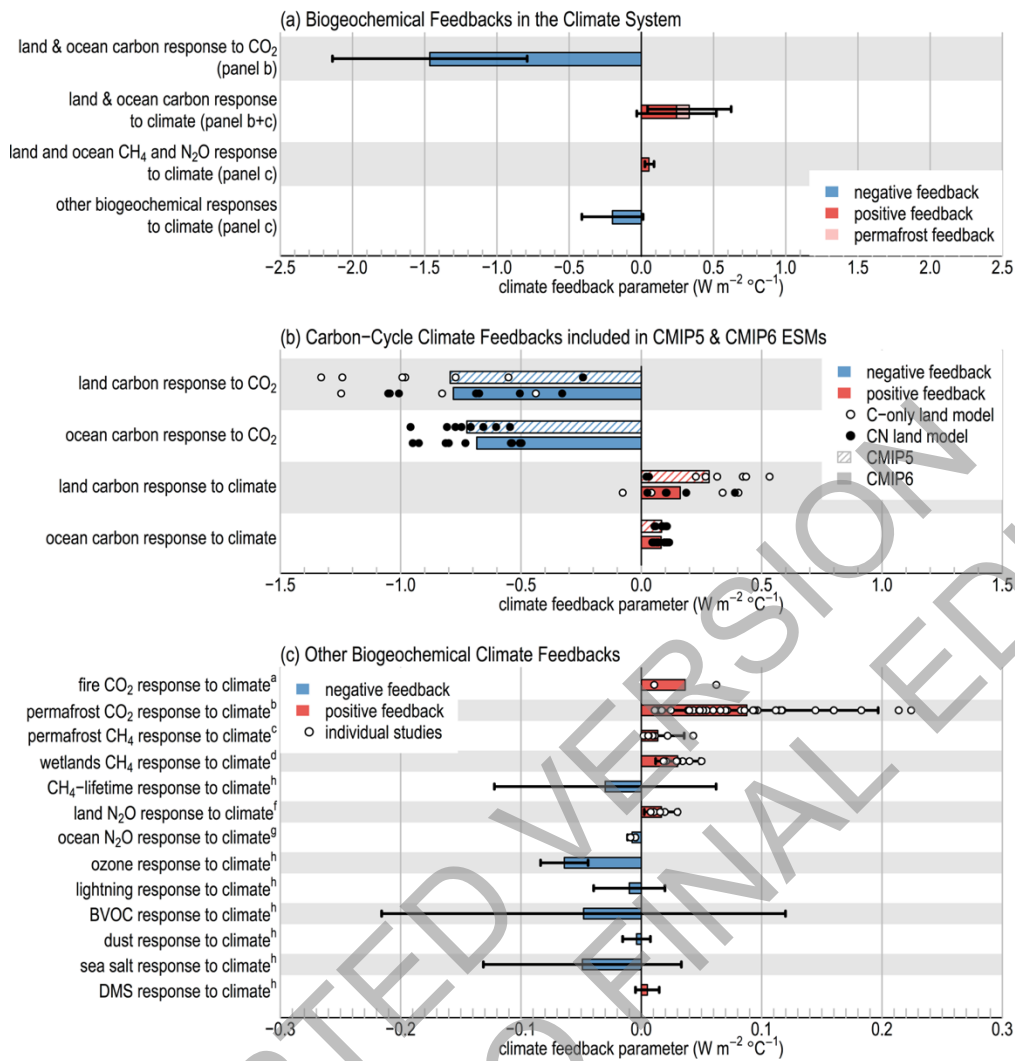 (a) Biogeochemical Feedbacks in the Climate System
land & ocean carbon response to CO₂
(panel b)
land & ocean carbon response
to climate (panel b+c)
land and ocean CH₄ and N₂O response
to climate (panel c)
other biogeochemical responses
to climate (panel c)
negative feedback
positive feedback
permafrost feedback
−2.5 −2.0 −1.5 −1.0 −0.5 0.0 0.5 1.0 1.5 2.0 2.5
climate feedback parameter (W m⁻² °C⁻¹)
(b) Carbon−Cycle Climate Feedbacks included in CMIP5 & CMIP6 ESMs
land carbon response to CO₂
ocean carbon response to CO₂
land carbon response to climate
ocean carbon response to climate
negative feedback
positive feedback
C−only land model
CN land model
CMIP5
CMIP6
−1.5 −1.0 −0.5 0.0 0.5 1.0 1.5
climate feedback parameter (W m⁻² °C⁻¹)
(c) Other Biogeochemical Climate Feedbacks
negative feedback
positive feedback
individual studies
fire CO₂ response to climateᵃ
permafrost CO₂ response to climateᵇ
permafrost CH₄ response to climateᶜ
wetlands CH₄ response to climateᵈ
CH₄−lifetime response to climateʰ
land N₂O response to climateᶠ
ocean N₂O response to climateᵍ
ozone response to climateʰ
lightning response to climateʰ
BVOC response to climateʰ
dust response to climateʰ
sea salt response to climateʰ
DMS response to climateʰ
−0.3 −0.2 −0.1 0.0 0.1 0.2 0.3
climate feedback parameter (W m⁻² °C⁻¹)
VERSION
FINAL